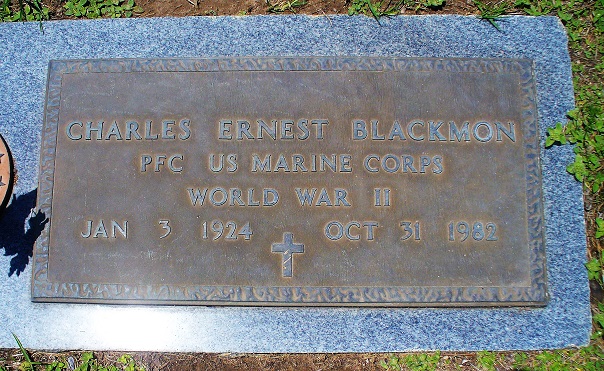 CHARLES ERNEST BLACKMON
PFC US MARINE CORPS
WORLD WAR II
JAN 3 1924 OCT 31 1982